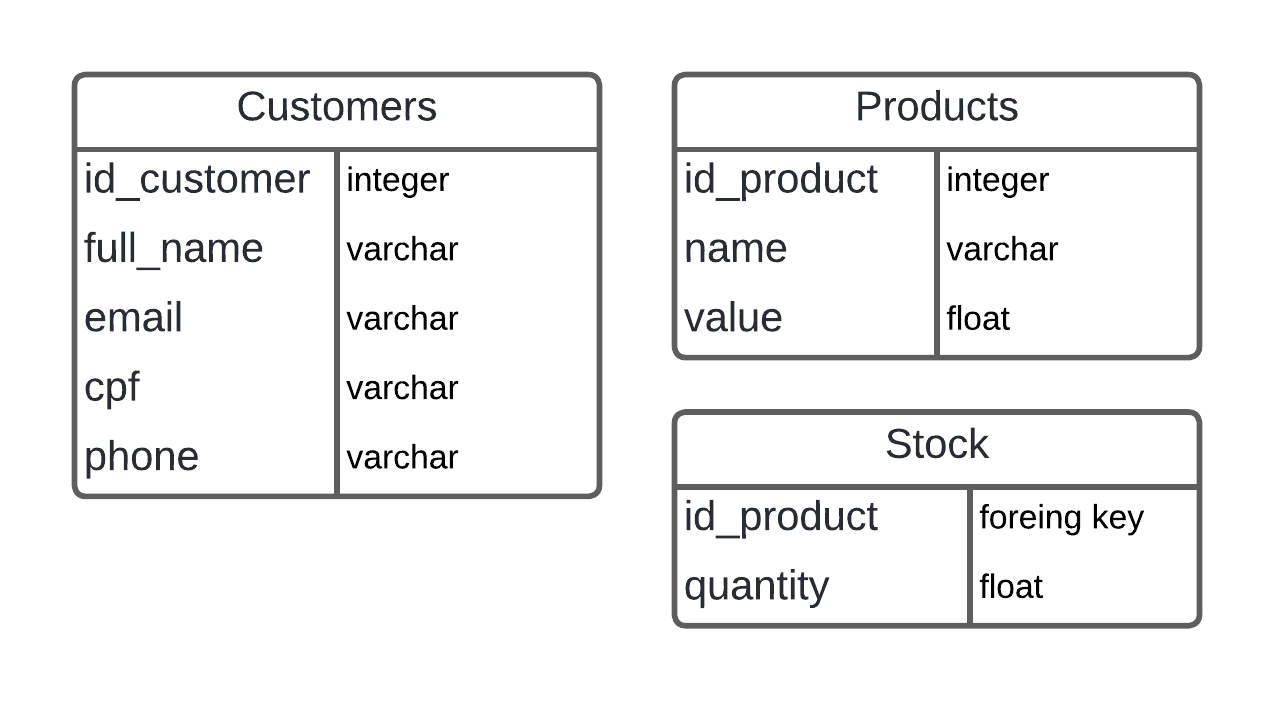 Customers
id_customer integer
full_name varchar
email varchar
cpf varchar
phone varchar
Products
id_product integer
name varchar
value float
Stock
id_product foreing key
quantity float